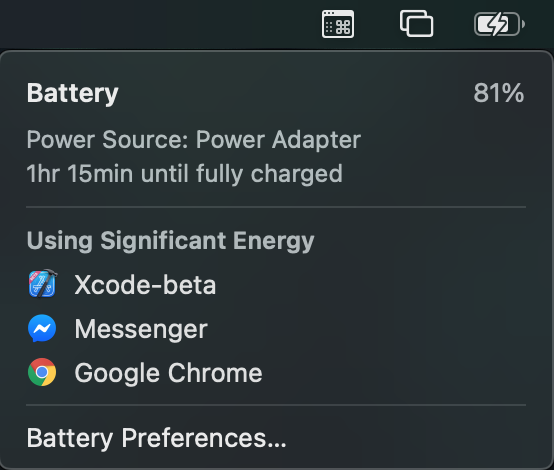 Battery 81%
Power Source: Power Adapter
1hr 15min until fully charged
Using Significant Energy
Xcode-beta
Messenger
Google Chrome
Battery Preferences...